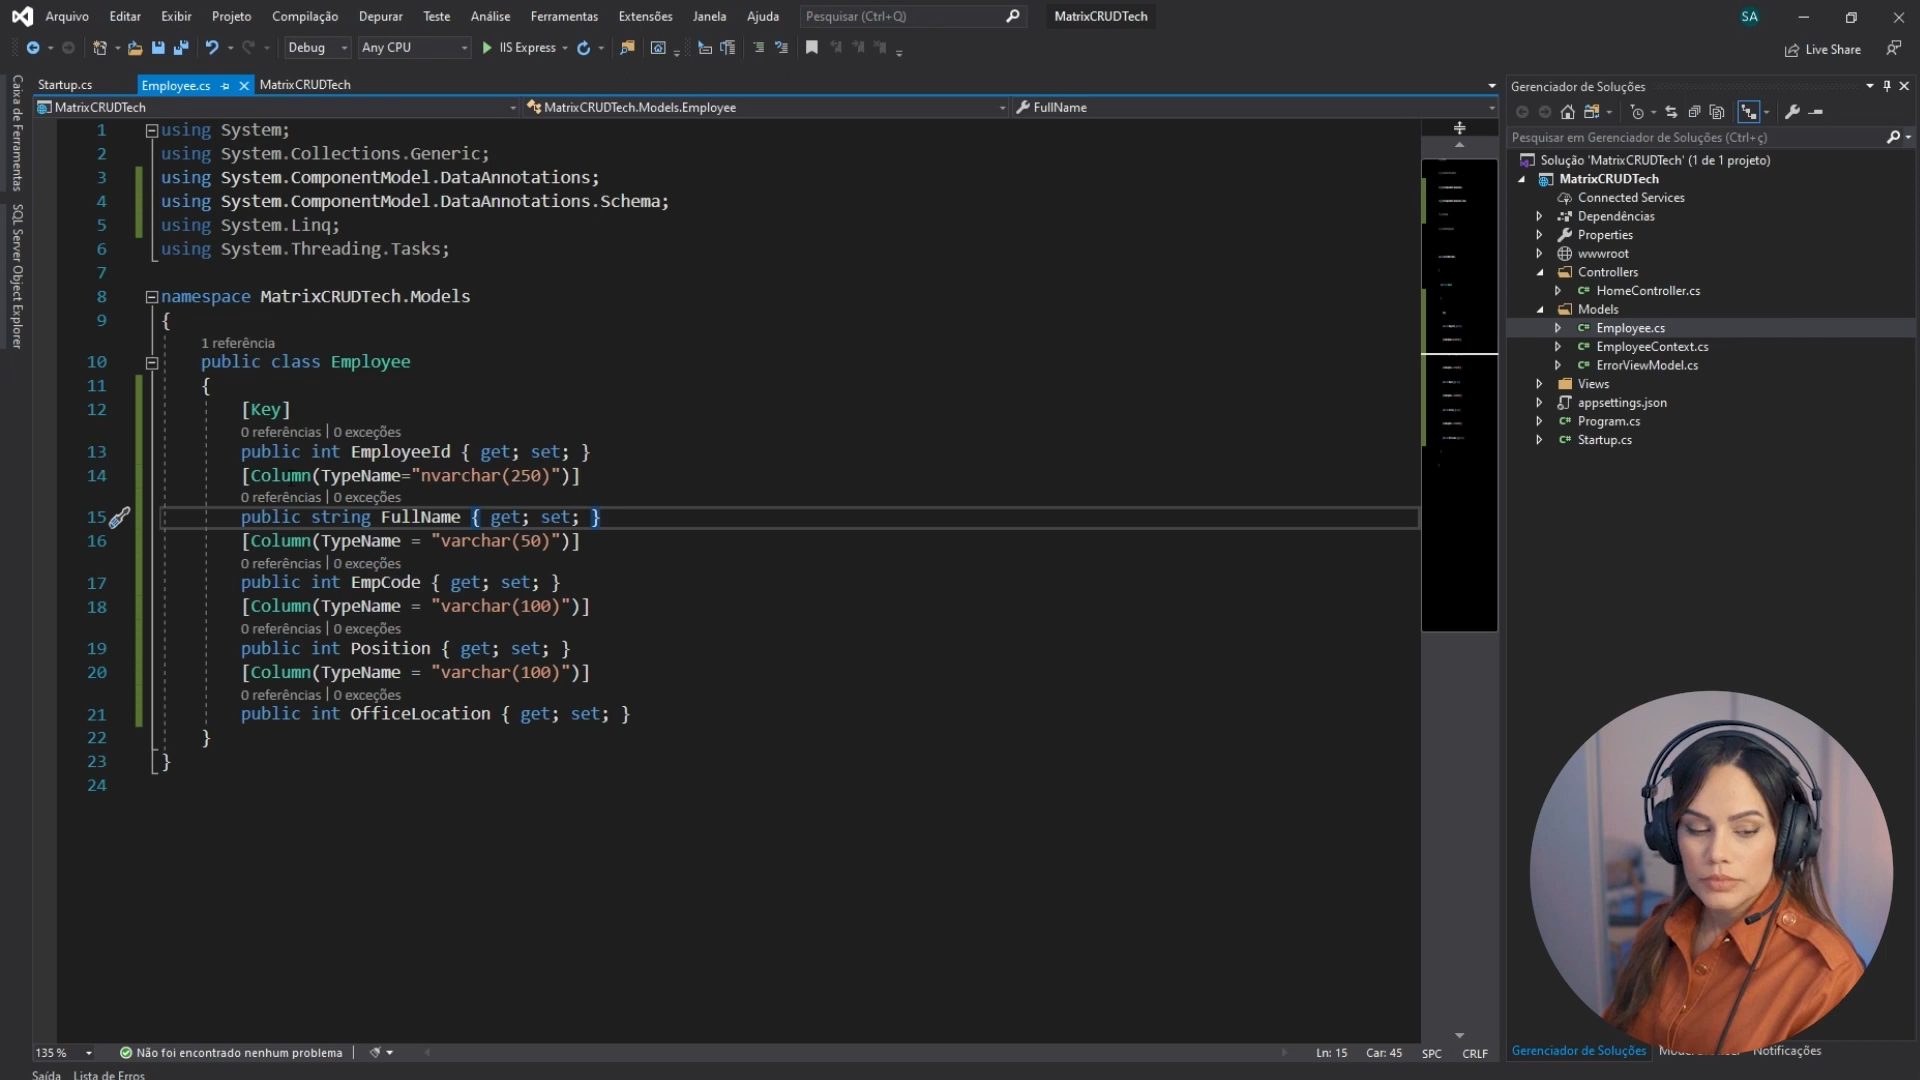 Arquivo Editar Exibir Projeto Compilação Depurar Teste Análise Ferramentas Extensões Janela Ajuda Pesquisar (Ctrl+Q) MatrixCRUDTech SA
Debug Any CPU IIS Express Live Share
Startup.cs Employee.cs MatrixCRUDTech
MatrixCRUDTech MatrixCRUDTech.Models.Employee FullName
1 using System;
2 using System.Collections.Generic;
3 using System.ComponentModel.DataAnnotations;
4 using System.ComponentModel.DataAnnotations.Schema;
5 using System.Linq;
6 using System.Threading.Tasks;
7
8 namespace MatrixCRUDTech.Models
9 {
1 referência
10 public class Employee
11 {
12 [Key]
0 referências | 0 exceções
13 public int EmployeeId { get; set; }
14 [Column(TypeName="nvarchar(250)")]
0 referências | 0 exceções
15 public string FullName { get; set; }
16 [Column(TypeName = "varchar(50)")]
0 referências | 0 exceções
17 public int EmpCode { get; set; }
18 [Column(TypeName = "varchar(100)")]
0 referências | 0 exceções
19 public int Position { get; set; }
20 [Column(TypeName = "varchar(100)")]
0 referências | 0 exceções
21 public int OfficeLocation { get; set; }
22 }
23 }
24
135 % Não foi encontrado nenhum problema Ln: 15 Car: 45 SPC CRLF
Saída Lista de Erros
Caixa de Ferramentas
SQL Server Object Explorer
Gerenciador de Soluções
Pesquisar em Gerenciador de Soluções (Ctrl+ç)
Solução 'MatrixCRUDTech' (1 de 1 projeto)
MatrixCRUDTech
Connected Services
Dependências
Properties
wwwroot
Controllers
C# HomeController.cs
Models
C# Employee.cs
C# EmployeeContext.cs
C# ErrorViewModel.cs
Views
appsettings.json
C# Program.cs
C# Startup.cs
Gerenciador de Soluções Notificações